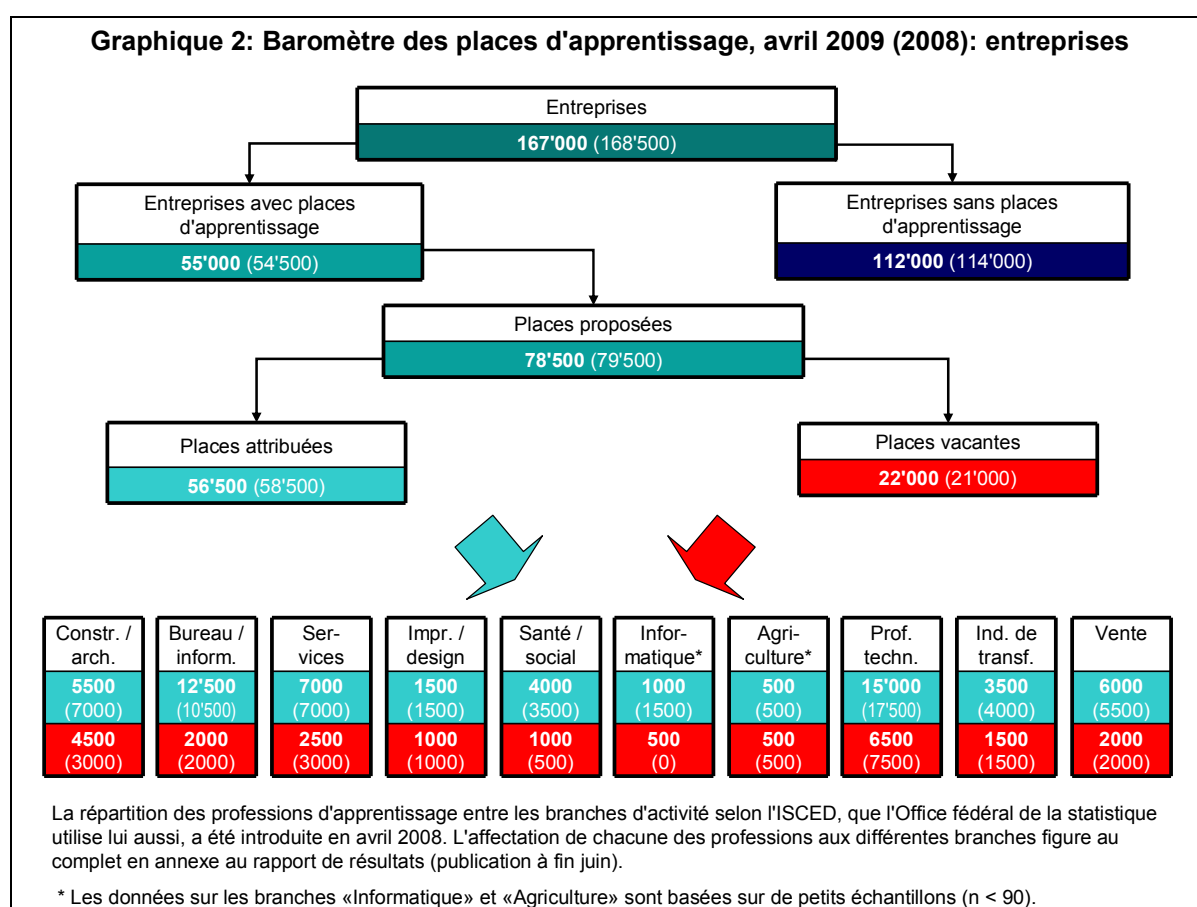 Graphique 2: Baromètre des places d'apprentissage, avril 2009 (2008): entreprises
Entreprises
167'000 (168'500)
Entreprises avec places
d'apprentissage
55'000 (54'500)
Entreprises sans places
d'apprentissage
112'000 (114'000)
Places proposées
78'500 (79'500)
Places attribuées
56'500 (58'500)
Places vacantes
22'000 (21'000)
Constr. /
arch.
5500
(7000)
4500
(3000)
Bureau /
inform.
12'500
(10'500)
2000
(2000)
Ser-
vices
7000
(7000)
2500
(3000)
Impr. /
design
1500
(1500)
1000
(1000)
Santé /
social
4000
(3500)
1000
(500)
Infor-
matique*
1000
(1500)
500
(0)
Agri-
culture*
500
(500)
500
(500)
Prof.
techn.
15'000
(17'500)
6500
(7500)
Ind. de
transf.
3500
(4000)
1500
(1500)
Vente
6000
(5500)
2000
(2000)
La répartition des professions d'apprentissage entre les branches d'activité selon l'ISCED, que l'Office fédéral de la statistique
utilise lui aussi, a été introduite en avril 2008. L'affectation de chacune des professions aux différentes branches figure au
complet en annexe au rapport de résultats (publication à fin juin).
* Les données sur les branches «Informatique» et «Agriculture» sont basées sur de petits échantillons (n < 90).